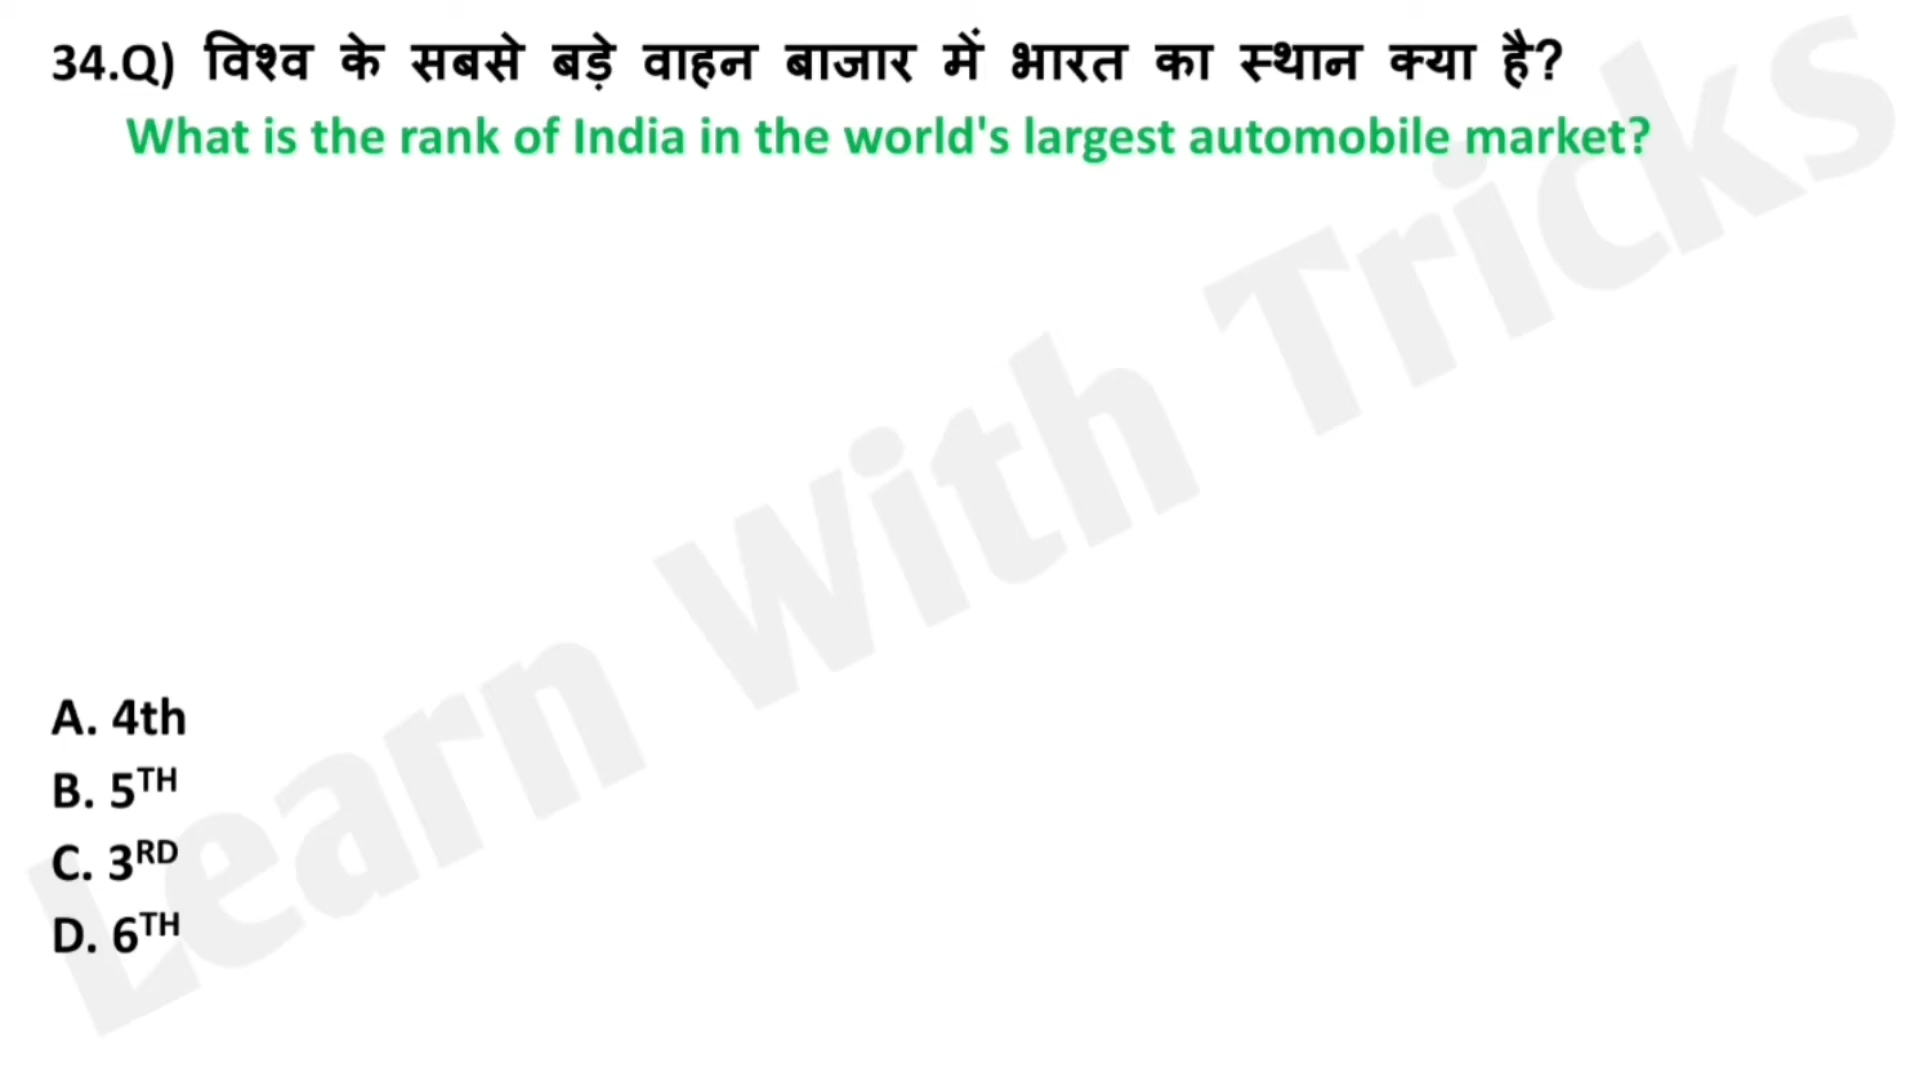 34.Q) विश्व के सबसे बड़े वाहन बाजार में भारत का स्थान क्या है?
What is the rank of India in the world's largest automobile market?
Learn With Tricks
A. 4th
B. 5TH
C. 3RD
D. 6TH